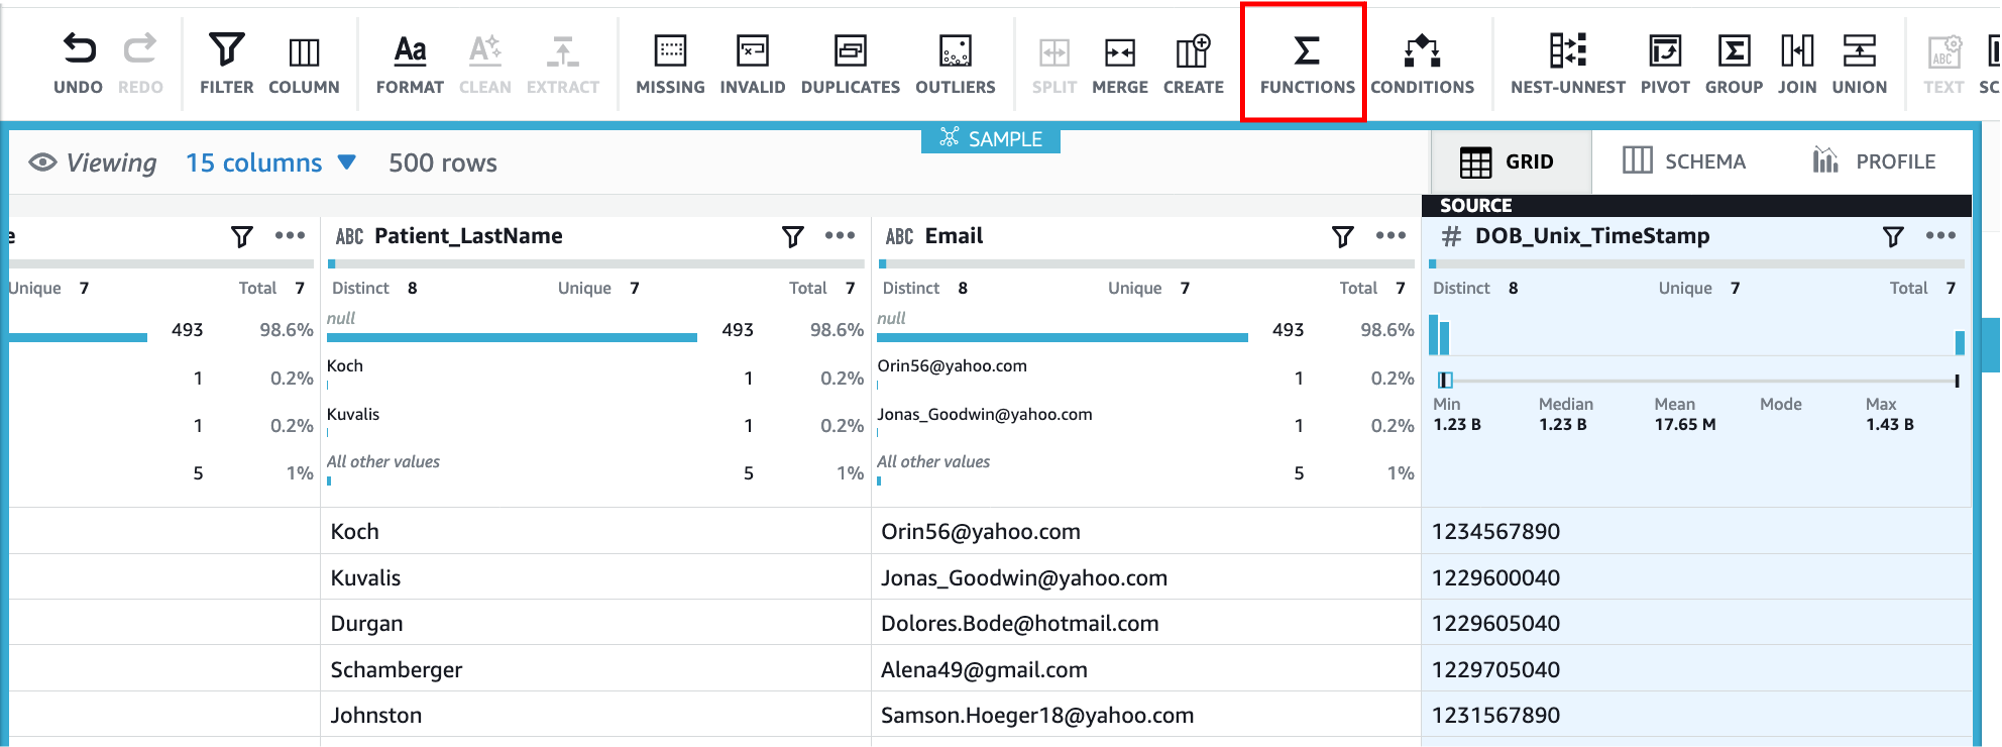 UNDO REDO FILTER COLUMN FORMAT CLEAN EXTRACT MISSING INVALID DUPLICATES OUTLIERS SPLIT MERGE CREATE FUNCTIONS CONDITIONS NEST-UNNEST PIVOT GROUP JOIN UNION TEXT SC
SAMPLE
Viewing 15 columns 500 rows GRID SCHEMA PROFILE
SOURCE
e ABC Patient_LastName ABC Email # DOB_Unix_TimeStamp
Unique 7 Total 7 Distinct 8 Unique 7 Total 7 Distinct 8 Unique 7 Total 7 Distinct 8 Unique 7 Total 7
null null
493 98.6% 493 98.6% 493 98.6%
Koch Orin56@yahoo.com
1 0.2% 1 0.2% 1 0.2%
Min Median Mean Mode Max
Kuvalis Jonas_Goodwin@yahoo.com
1 0.2% 1 0.2% 1 0.2% 1.23 B 1.23 B 17.65 M 1.43 B
All other values All other values
5 1% 5 1% 5 1%
Koch Orin56@yahoo.com 1234567890
Kuvalis Jonas_Goodwin@yahoo.com 1229600040
Durgan Dolores.Bode@hotmail.com 1229605040
Schamberger Alena49@gmail.com 1229705040
Johnston Samson.Hoeger18@yahoo.com 1231567890